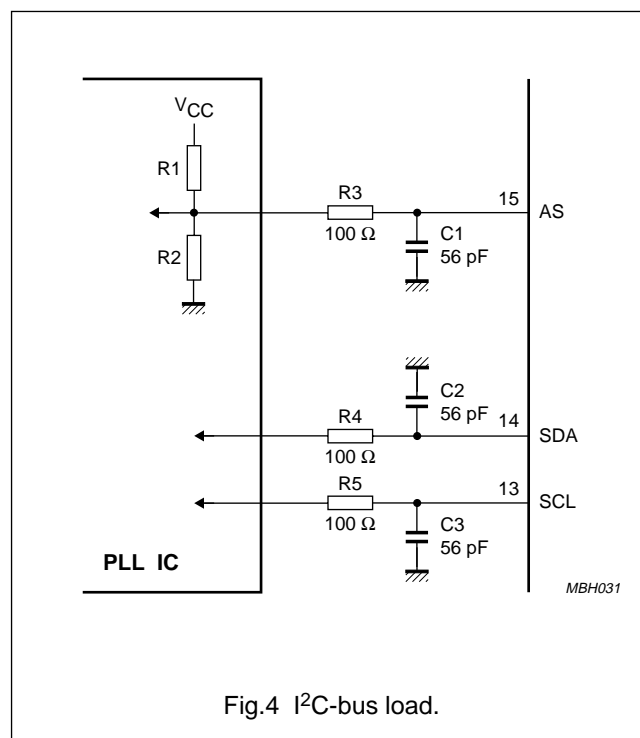 VCC
R1
R2
R3
100 Ω
15
AS
C1
56 pF
C2
56 pF
R4
100 Ω
14
SDA
R5
100 Ω
13
SCL
C3
56 pF
PLL IC
MBH031
Fig.4 I²C-bus load.